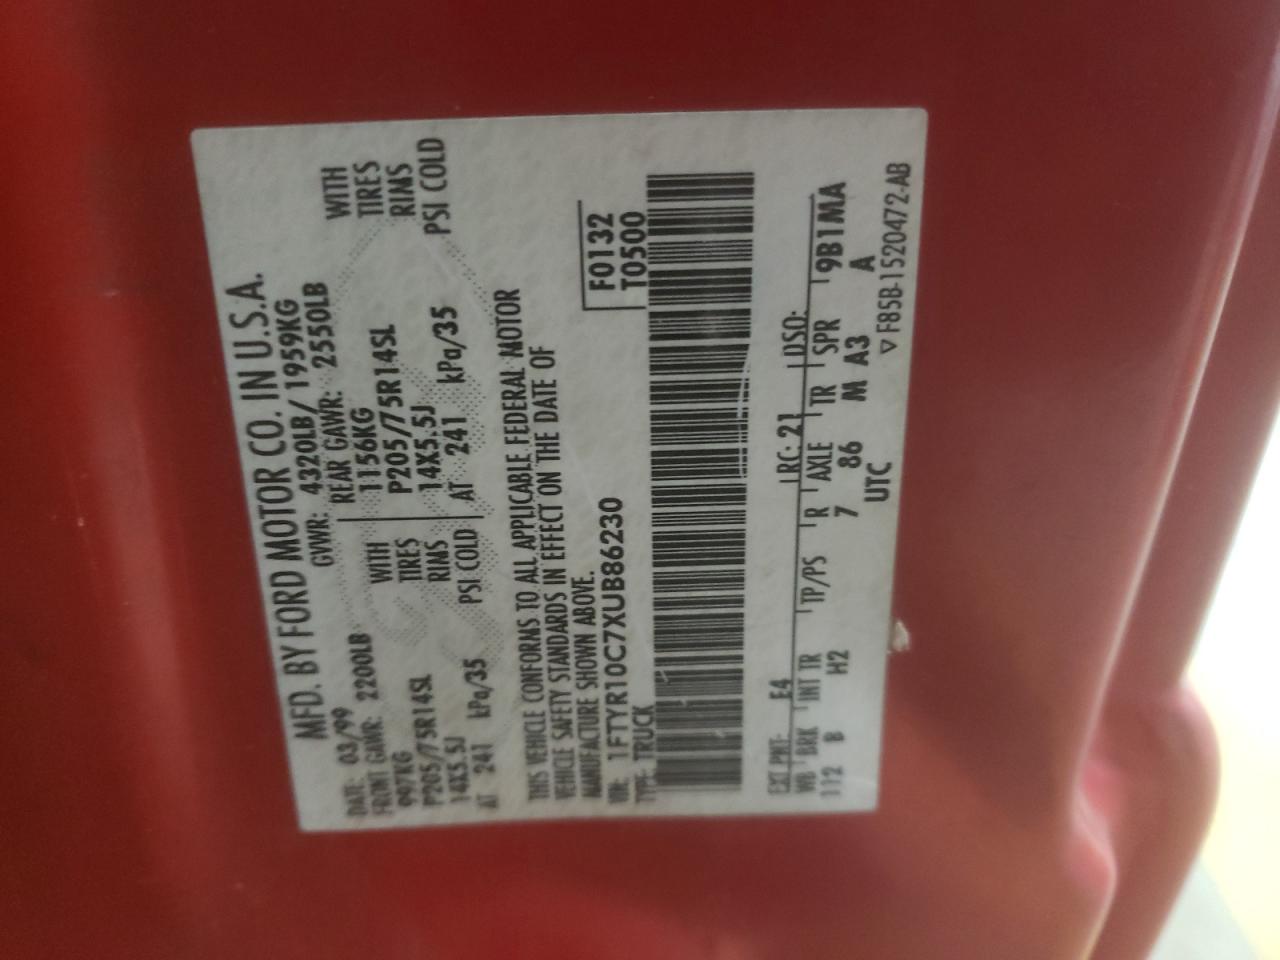 MFD. BY FORD MOTOR CO. IN U.S.A.
DATE: 03/99 GVWR: 4320LB/ 1959KG
FRONT GAWR: 2200LB REAR GAWR: 2550LB
997KG WITH 1156KG WITH
P205/75R14SL TIRES P205/75R14SL TIRES
14X5.5J RIMS 14X5.5J RIMS
AT 241 kPa/35 PSI COLD AT 241 kPa/35 PSI COLD
THIS VEHICLE CONFORMS TO ALL APPLICABLE FEDERAL MOTOR
VEHICLE SAFETY STANDARDS IN EFFECT ON THE DATE OF
MANUFACTURE SHOWN ABOVE.
VIN: 1FTYR10C7XUB86230 F0132
TYPE: TRUCK T0500
EXT PNT: E4 RC: 21 DSO:
WB BRK INT TR TP/PS R AXLE TR SPR 9B1MA
112 B H2 7 86 M A3 A
UTC ▽ F85B-1520472-AB